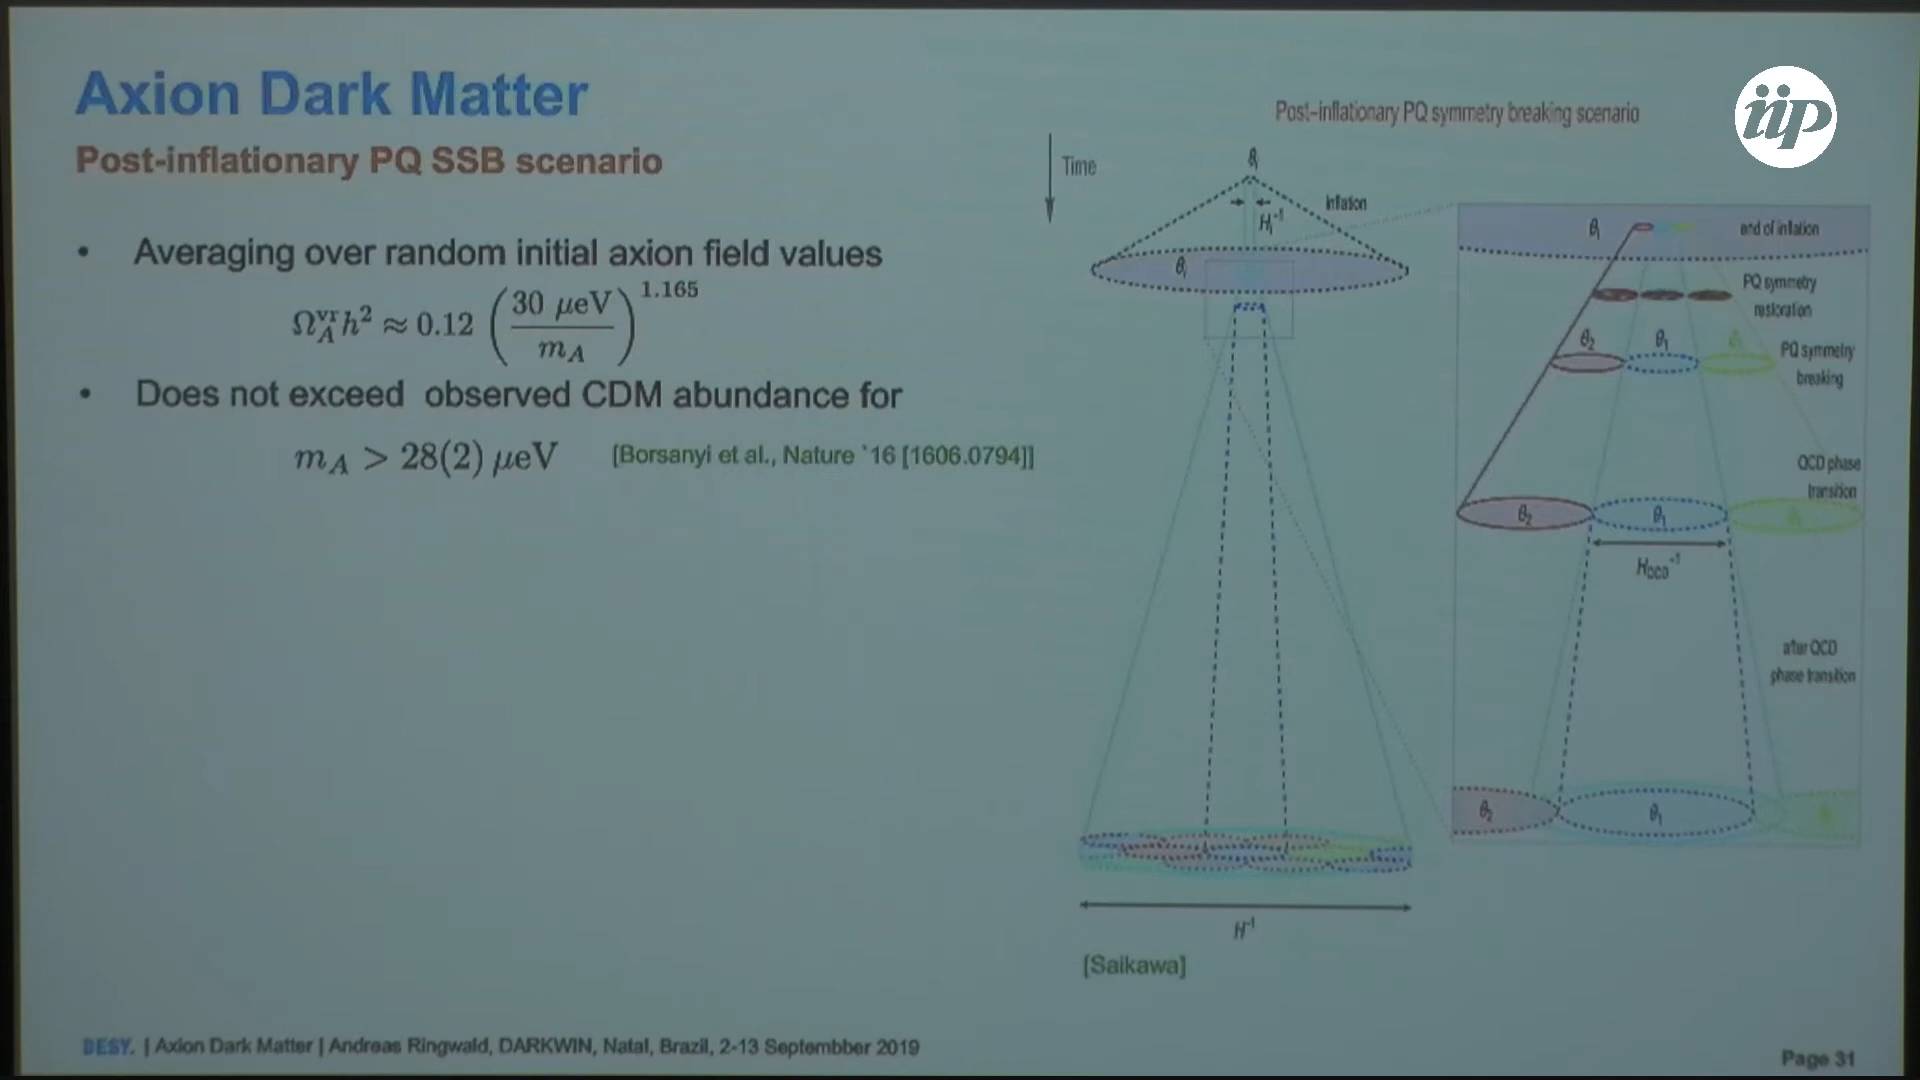 Axion Dark Matter
Post-inflationary PQ SSB scenario
• Averaging over random initial axion field values
Ω_A^vr h² ≈ 0.12 (30 μeV / m_A)^1.165
• Does not exceed observed CDM abundance for
m_A > 28(2) μeV [Borsanyi et al., Nature `16 [1606.0794]]
Post-inflationary PQ symmetry breaking scenario
iip
Time
θ_i
Inflation
H_I^-1
θ_i
H^-1
[Saikawa]
θ_i
end of inflation
PQ symmetry
restoration
θ_2
θ_1
PQ symmetry
breaking
QCD phase
transition
θ_2
θ_1
H_QCD^-1
after QCD
phase transition
θ_2
θ_1
DESY. | Axion Dark Matter | Andreas Ringwald, DARKWIN, Natal, Brazil, 2-13 Septembber 2019
Page 31